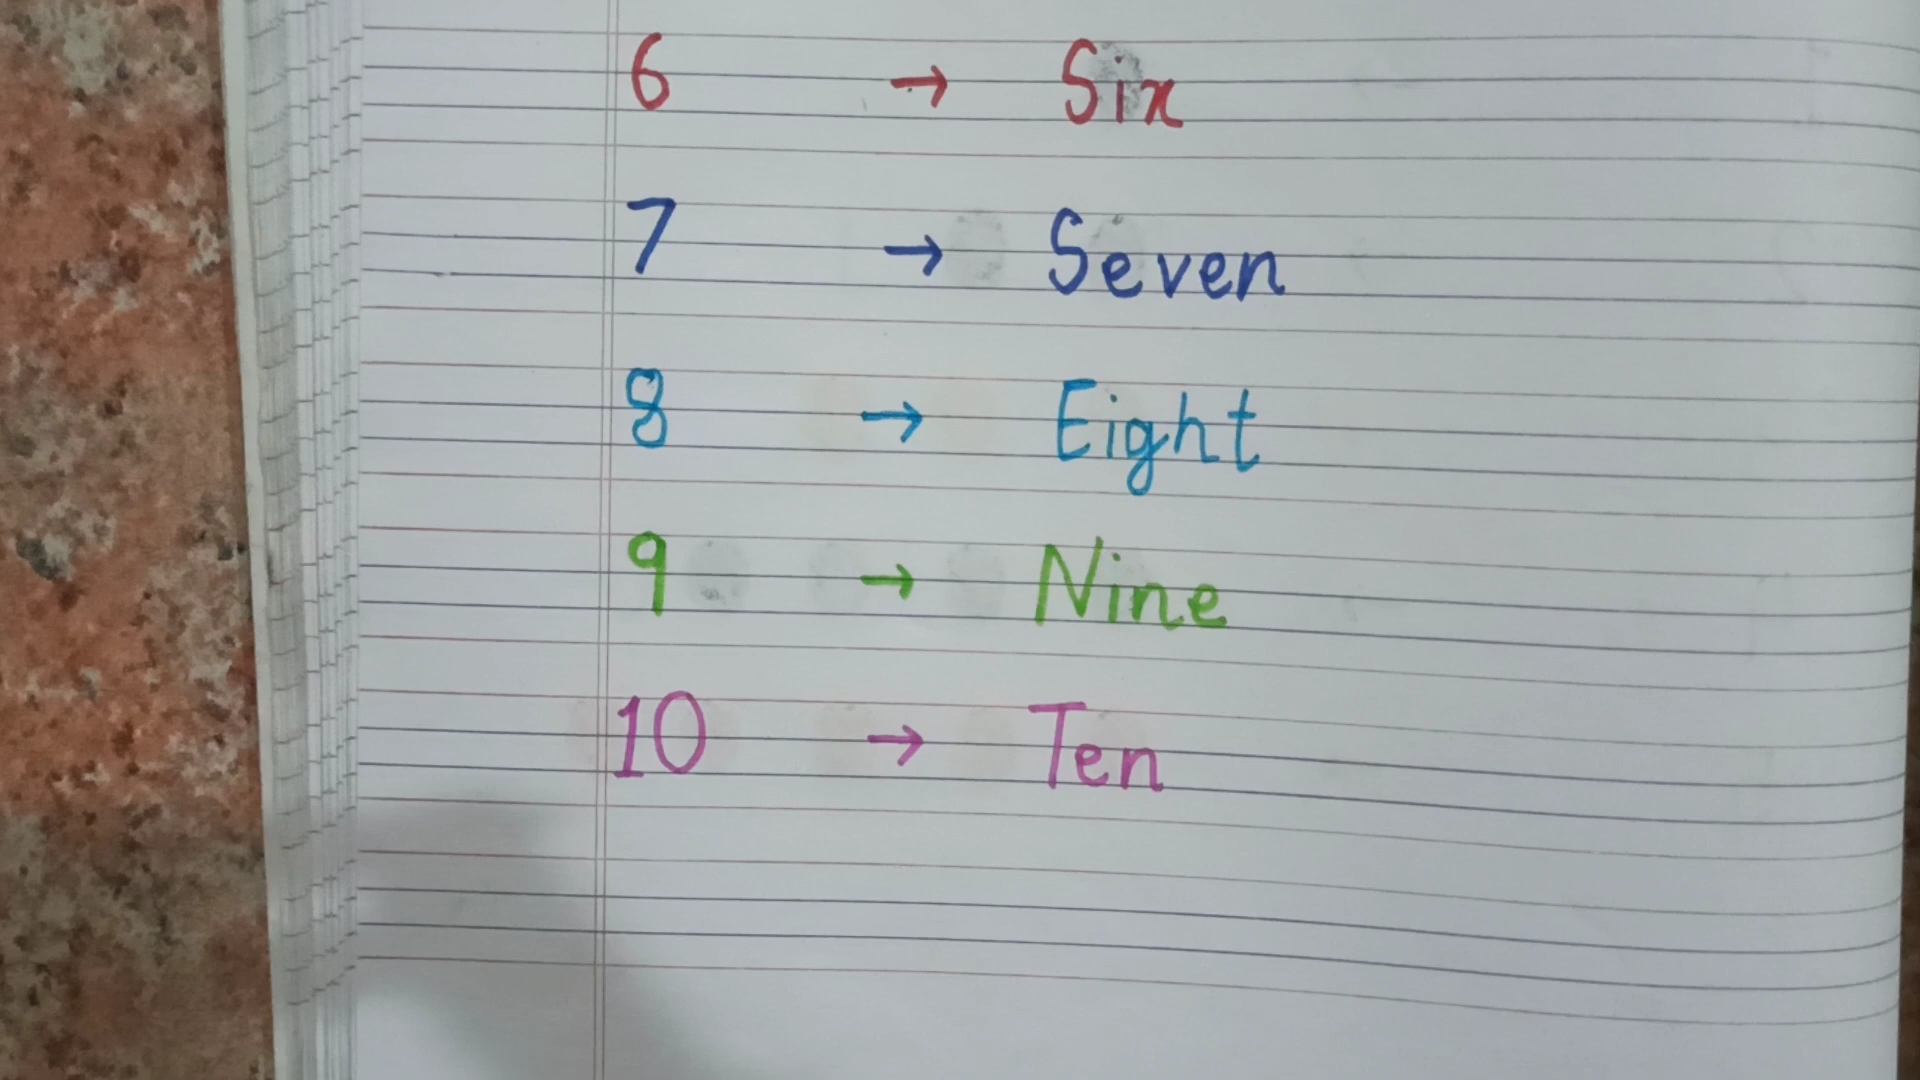 6 → Six
7 → Seven
8 → Eight
9 → Nine
10 → Ten